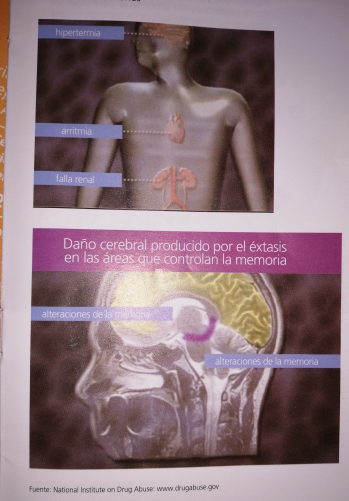 hipertermia
arritmia
falla renal
Daño cerebral producido por el éxtasis
en las áreas que controlan la memoria
alteraciones de la memoria
alteraciones de la memoria
Fuente: National Institute on Drug Abuse: www.drugabuse.gov